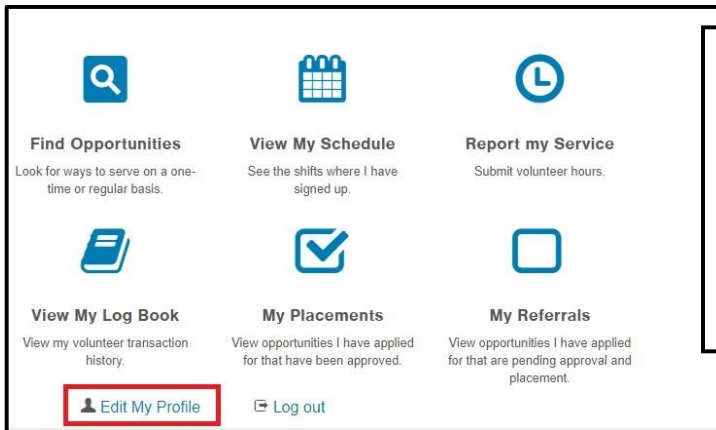 Find Opportunities
Look for ways to serve on a one-
time or regular basis.
View My Schedule
See the shifts where I have
signed up.
Report my Service
Submit volunteer hours.
View My Log Book
View my volunteer transaction
history.
My Placements
View opportunities I have applied
for that have been approved.
My Referrals
View opportunities I have applied
for that are pending approval and
placement.
Edit My Profile
Log out